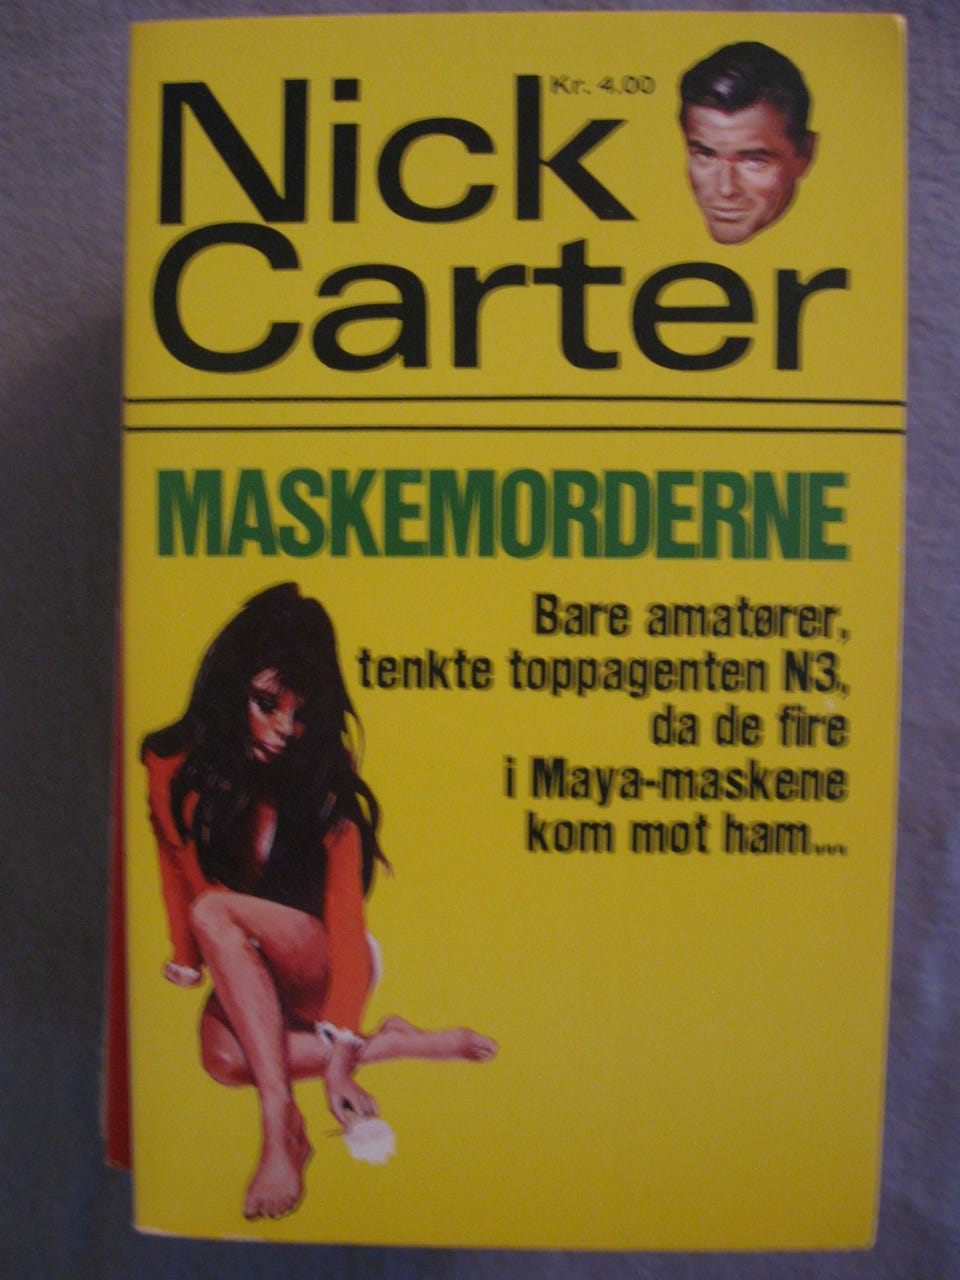 Kr. 4.00
Nick
Carter
MASKEMORDERNE
Bare amatører,
tenkte toppagenten N3,
da de fire
i Maya-maskene
kom mot ham...